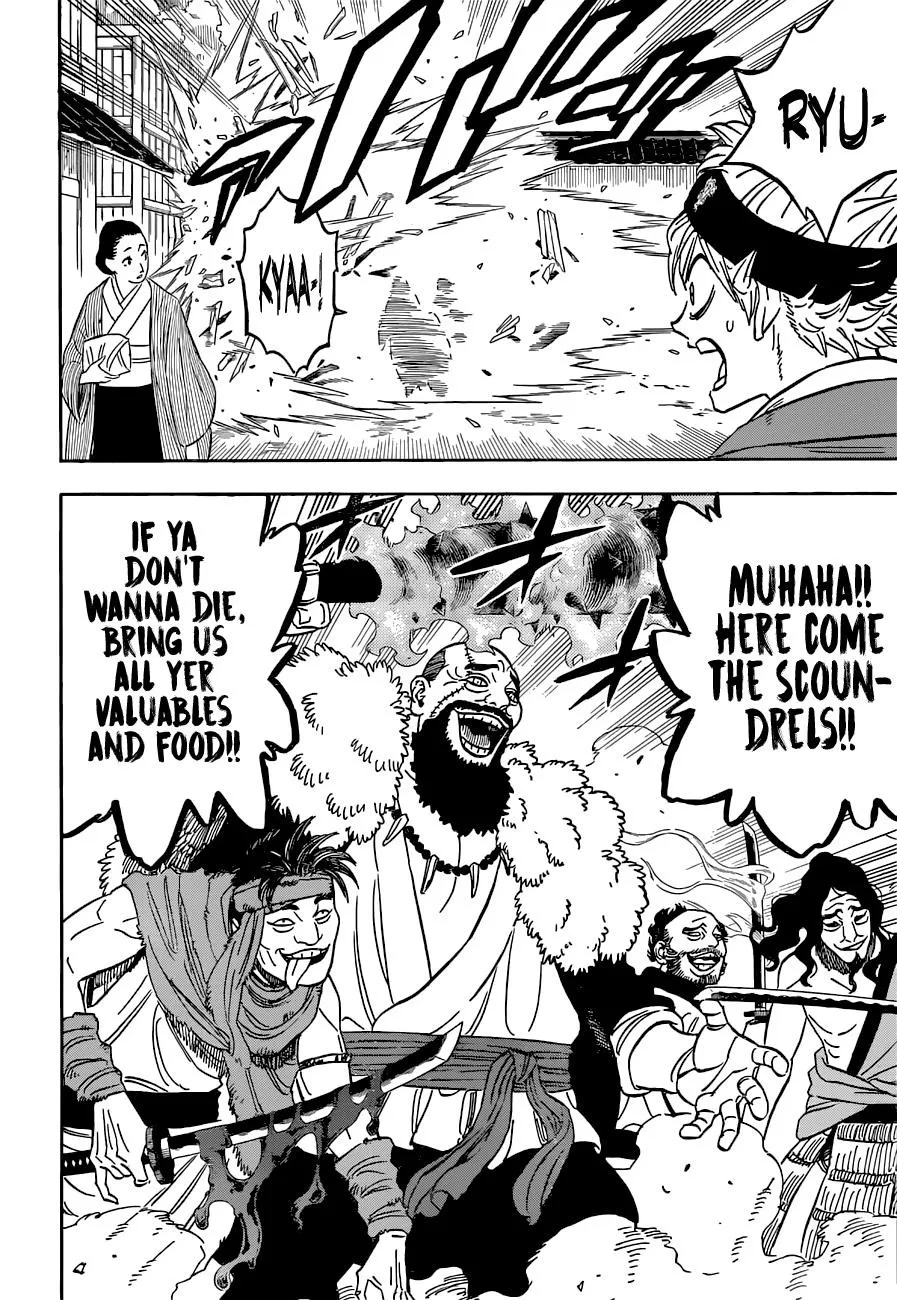 RYU-
KYAA-!
MUHAHA!!
HERE COME
THE SCOUN-
DRELS!!
IF YA
DON'T
WANNA DIE,
BRING US
ALL YER
VALUABLES
AND FOOD!!